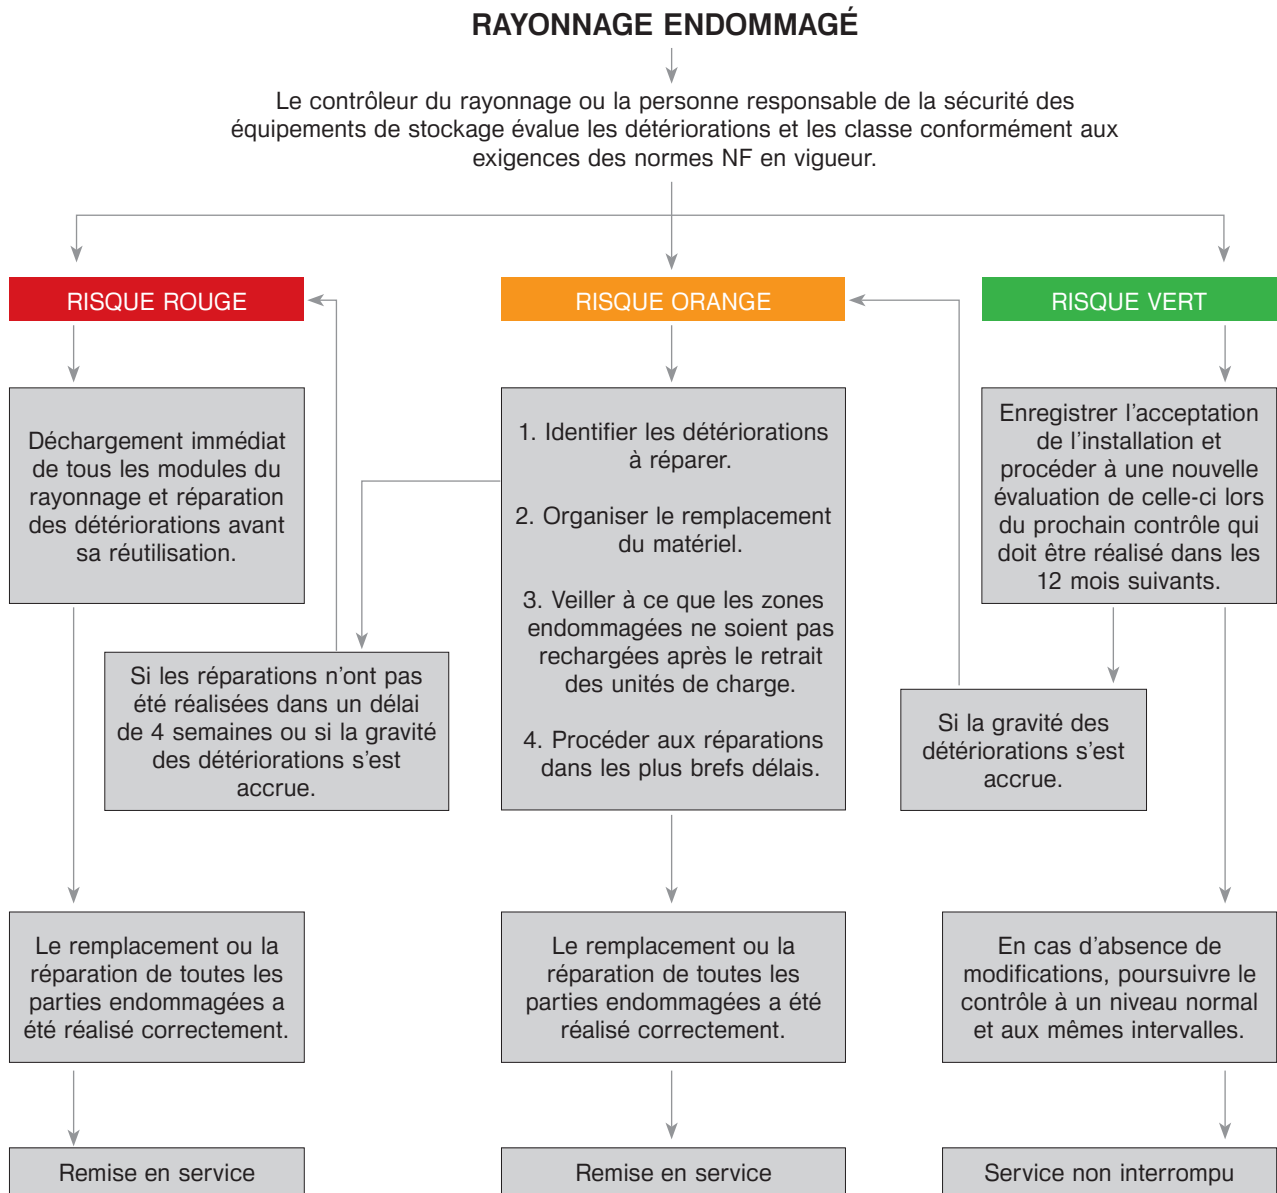 RAYONNAGE ENDOMMAGÉ
Le contrôleur du rayonnage ou la personne responsable de la sécurité des
équipements de stockage évalue les détériorations et les classe conformément aux
exigences des normes NF en vigueur.
RISQUE ROUGE
RISQUE ORANGE
RISQUE VERT
Déchargement immédiat
de tous les modules du
rayonnage et réparation
des détériorations avant
sa réutilisation.
1. Identifier les détériorations
à réparer.
2. Organiser le remplacement
du matériel.
3. Veiller à ce que les zones
endommagées ne soient pas
rechargées après le retrait
des unités de charge.
4. Procéder aux réparations
dans les plus brefs délais.
Enregistrer l’acceptation
de l’installation et
procéder à une nouvelle
évaluation de celle-ci lors
du prochain contrôle qui
doit être réalisé dans les
12 mois suivants.
Si les réparations n’ont pas
été réalisées dans un délai
de 4 semaines ou si la gravité
des détériorations s’est
accrue.
Si la gravité des
détériorations s’est
accrue.
Le remplacement ou la
réparation de toutes les
parties endommagées a
été réalisé correctement.
Le remplacement ou la
réparation de toutes les
parties endommagées a été
réalisé correctement.
En cas d’absence de
modifications, poursuivre le
contrôle à un niveau normal
et aux mêmes intervalles.
Remise en service
Remise en service
Service non interrompu